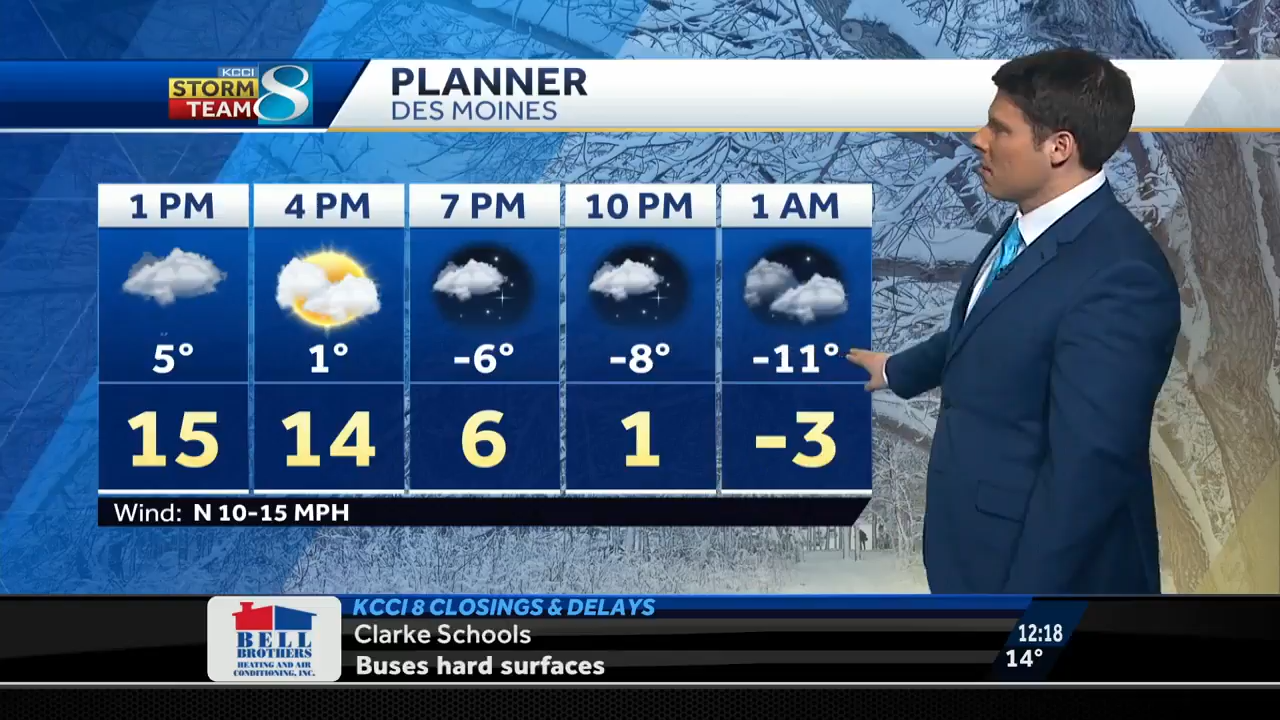 KCCI
STORM
TEAM 8
PLANNER
DES MOINES
1 PM 4 PM 7 PM 10 PM 1 AM
5° 1° -6° -8° -11°
15 14 6 1 -3
Wind: N 10-15 MPH
KCCI 8 CLOSINGS & DELAYS
BELL
BROTHERS
HEATING AND AIR
CONDITIONING, INC.
Clarke Schools
Buses hard surfaces
12:18
14°